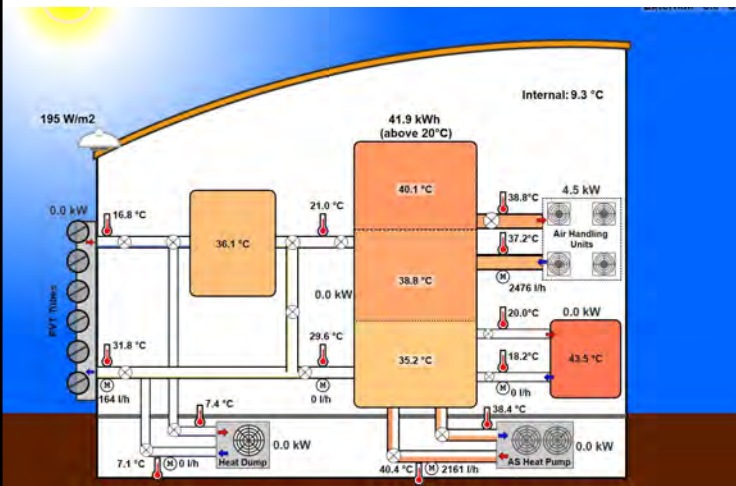 195 W/m2
Internal: 9.3 °C
41.9 kWh
(above 20°C)
0.0 kW
16.8 °C
36.1 °C
21.0 °C
40.1 °C
38.8°C
4.5 kW
Air Handling
Units
37.2°C
2476 l/h
38.8 °C
0.0 kW
20.0°C
0.0 kW
PVT Tubes
31.8 °C
164 l/h
29.6 °C
0 l/h
35.2 °C
18.2°C
0 l/h
43.5 °C
7.4 °C
0.0 kW
Heat Dump
7.1 °C
0 l/h
38.4 °C
0.0 kW
AS Heat Pump
40.4 °C
2161 l/h
M
M
M
M
M